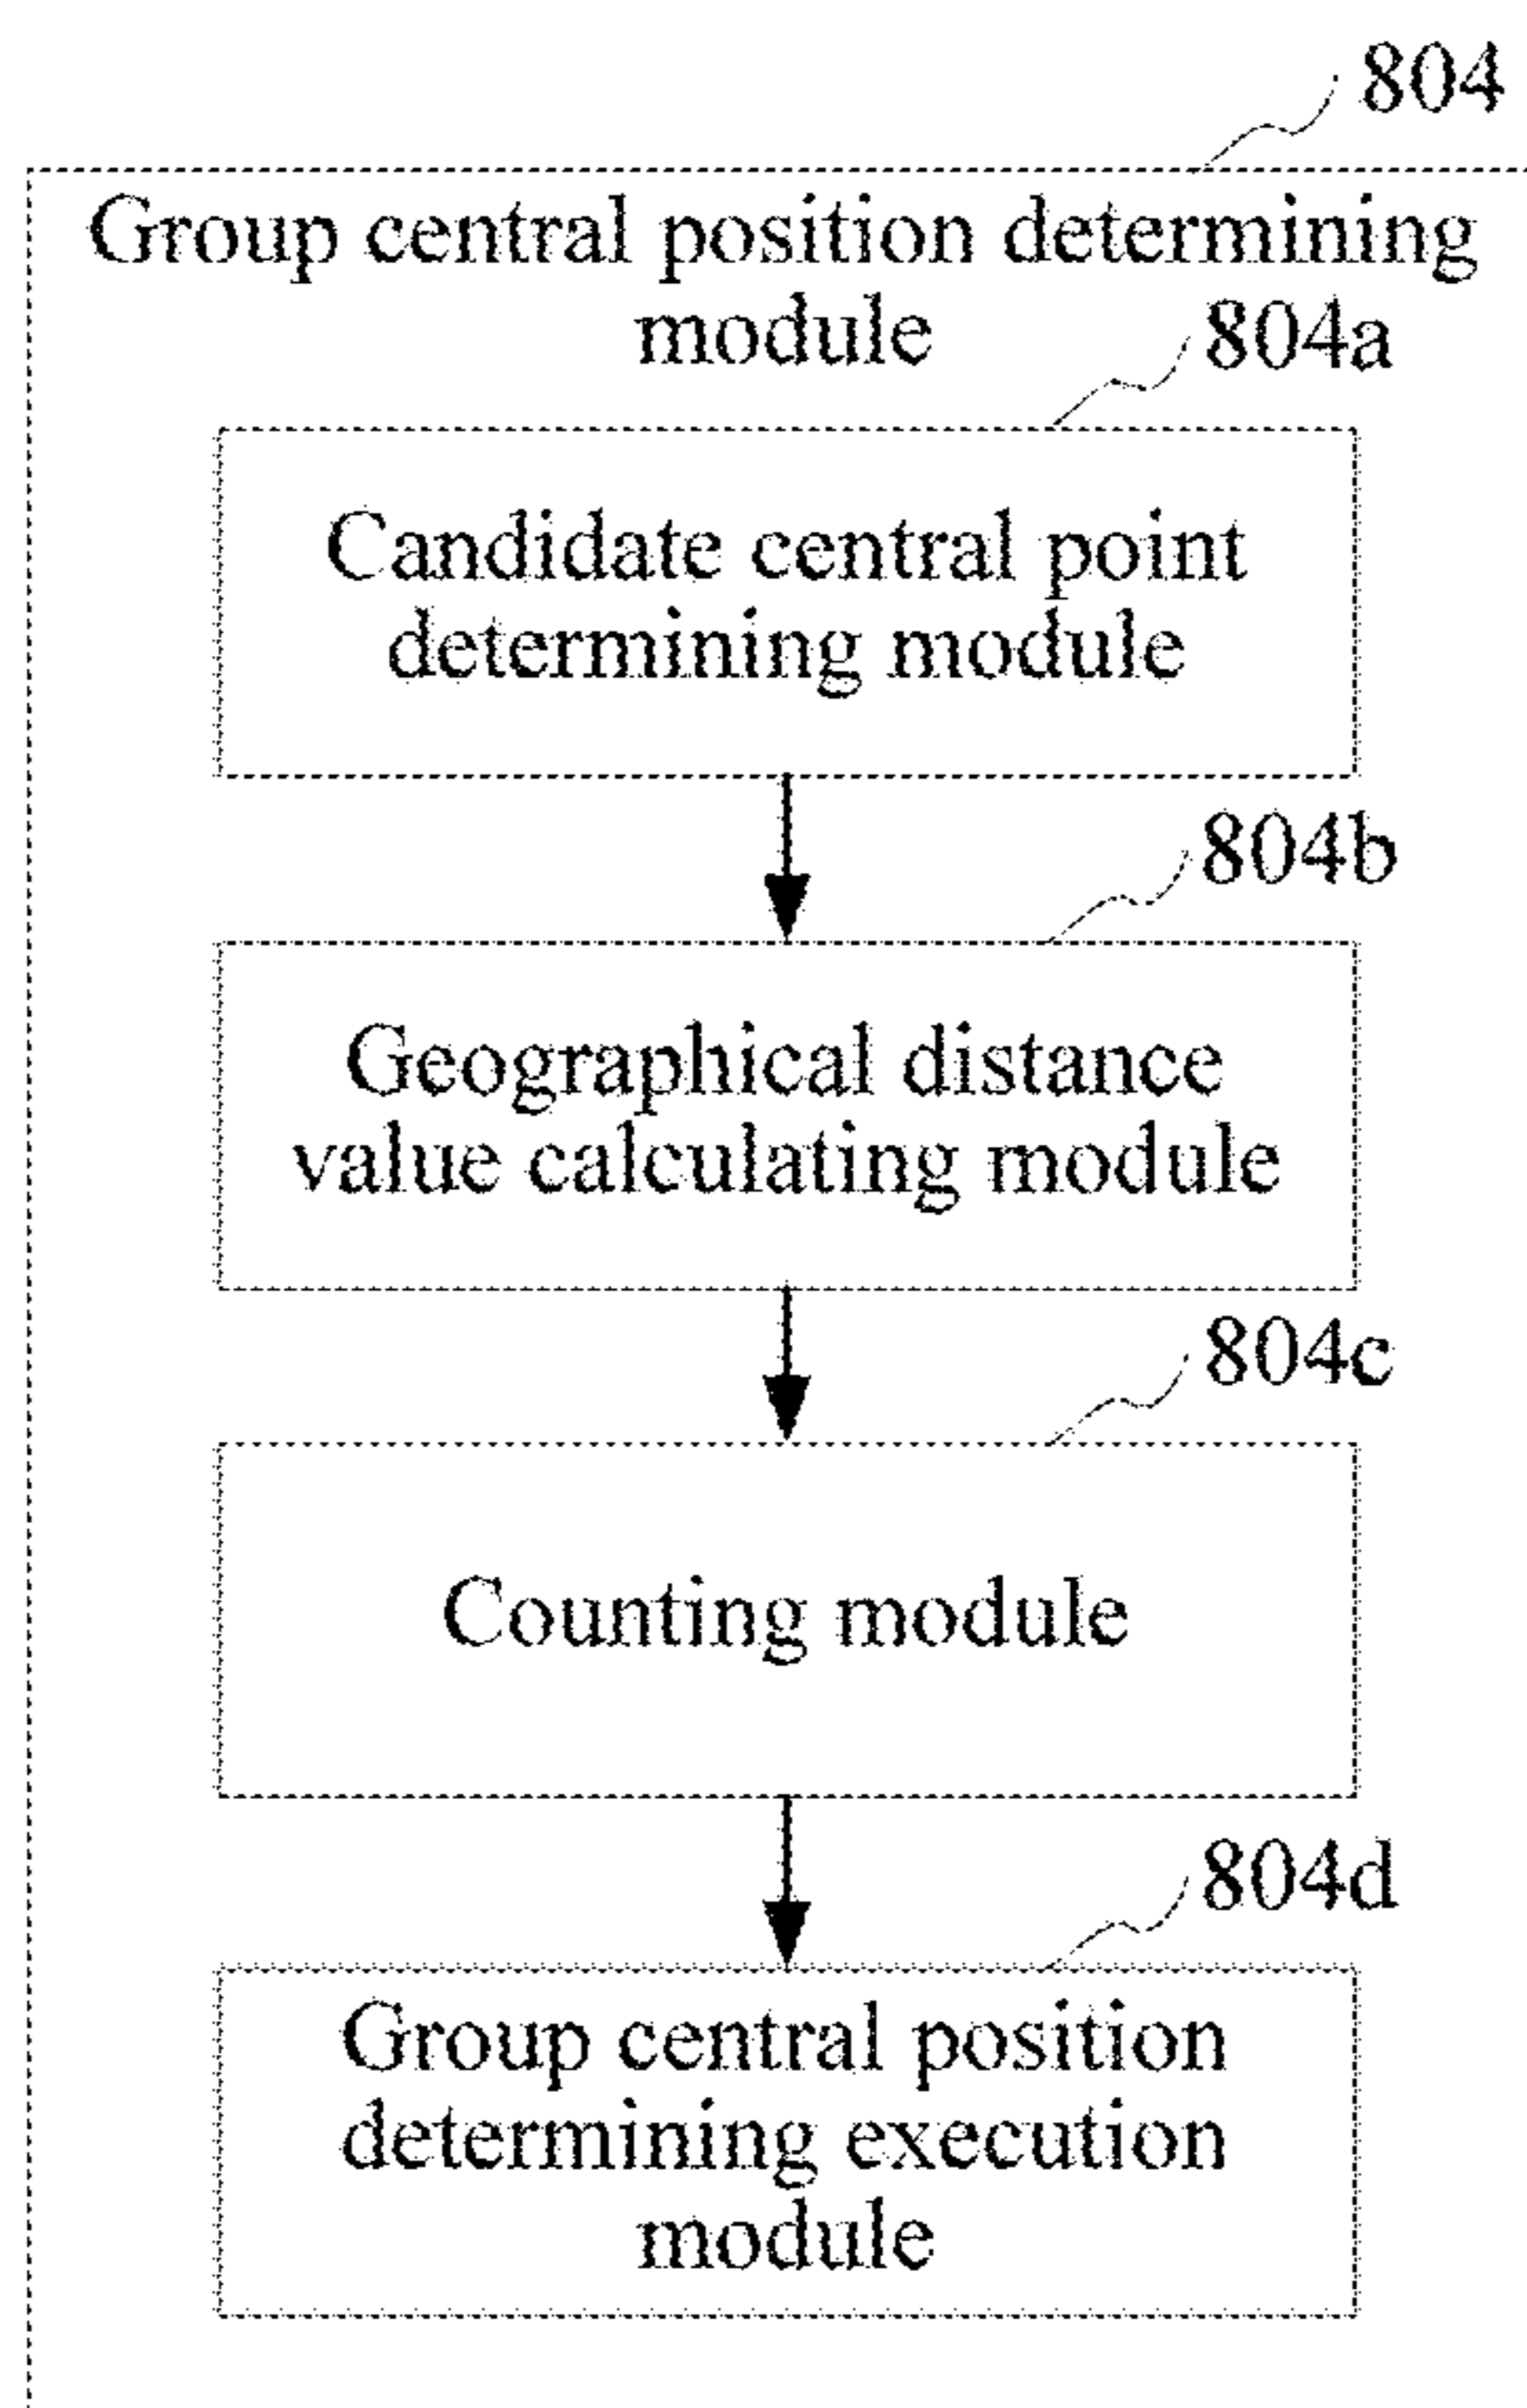 804
Group central position determining
module
804a
Candidate central point
determining module
804b
Geographical distance
value calculating module
804c
Counting module
804d
Group central position
determining execution
module